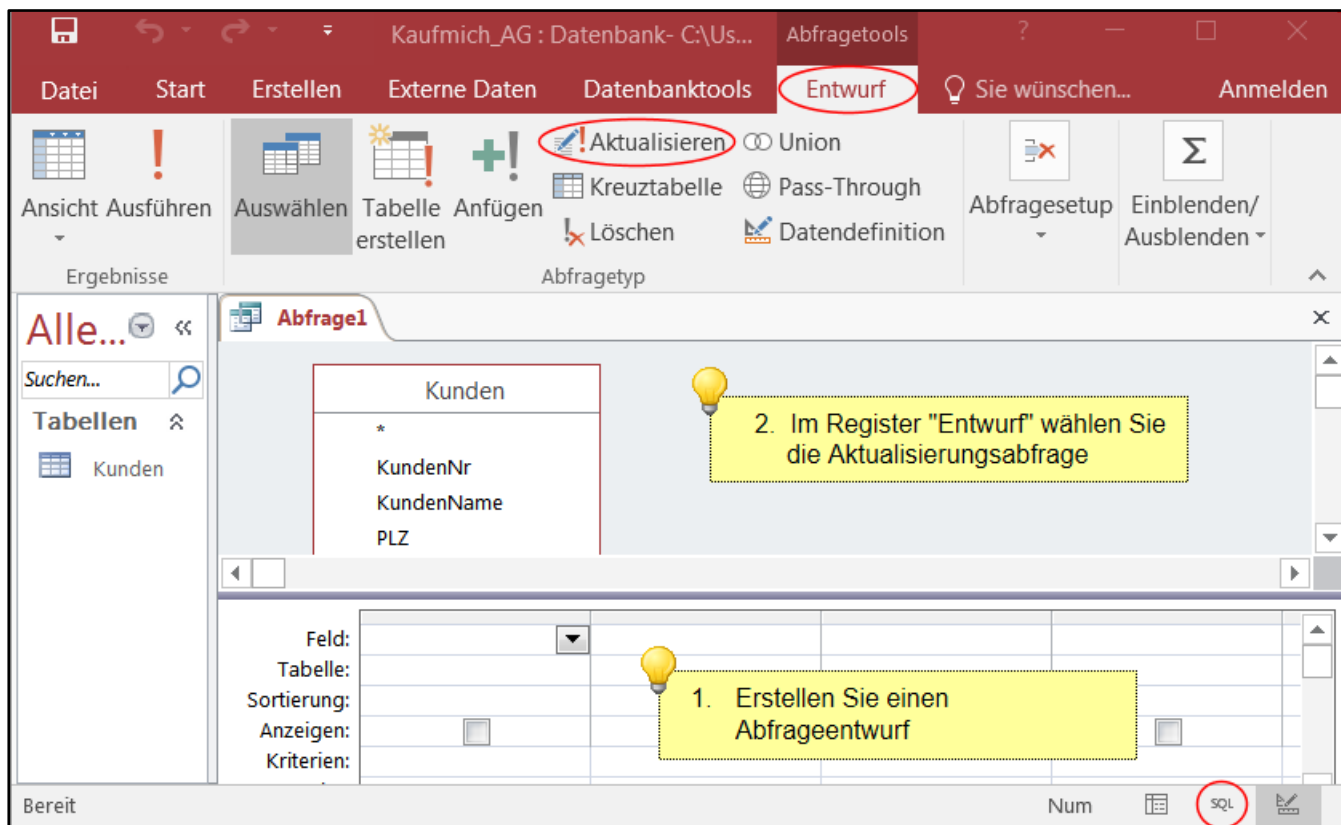 Kaufmich_AG : Datenbank- C:\Us... Abfragetools ?
Datei Start Erstellen Externe Daten Datenbanktools Entwurf Sie wünschen... Anmelden
Aktualisieren Union
Kreuztabelle Pass-Through
Ansicht Ausführen Auswählen Tabelle Anfügen Abfragesetup Einblenden/
erstellen Löschen Datendefinition Ausblenden
Ergebnisse Abfragetyp
Alle... « Abfrage1
Suchen... Kunden
Tabellen *
Kunden KundenNr
KundenName
PLZ
2. Im Register "Entwurf" wählen Sie
die Aktualisierungsabfrage
Feld:
Tabelle:
Sortierung:
Anzeigen:
Kriterien:
1. Erstellen Sie einen
Abfrageentwurf
Bereit Num SQL